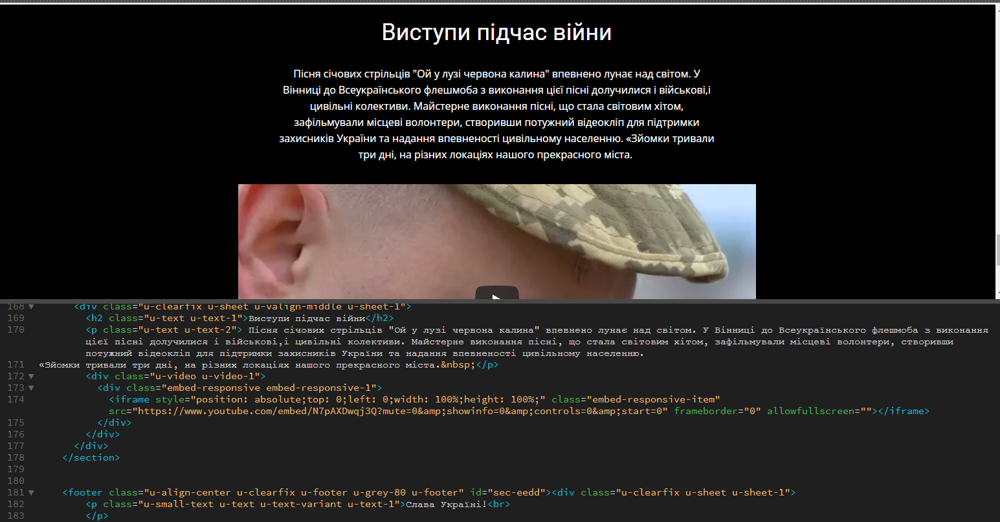 Виступи підчас війни
Пісня січових стрільців "Ой у лузі червона калина" впевнено лунає над світом. У
Вінниці до Всеукраїнського флешмоба з виконання цієї пісні долучилися і військові,і
цивільні колективи. Майстерне виконання пісні, що стала світовим хітом,
зафільмували місцеві волонтери, створивши потужний відеокліп для підтримки
захисників України та надання впевненості цивільному населенню. «Зйомки тривали
три дні, на різних локаціях нашого прекрасного міста.
168 <div class="u-clearfix u-sheet u-valign-middle u-sheet-1">
169 <h2 class="u-text u-text-1">Виступи підчас війни</h2>
170 <p class="u-text u-text-2"> Пісня січових стрільців "Ой у лузі червона калина" впевнено лунає над світом. У Вінниці до Всеукраїнського флешмоба з виконання
цієї пісні долучилися і військові,і цивільні колективи. Майстерне виконання пісні, що стала світовим хітом, зафільмували місцеві волонтери, створивши
потужний відеокліп для підтримки захисників України та надання впевненості цивільному населенню.
171 «Зйомки тривали три дні, на різних локаціях нашого прекрасного міста.&nbsp;</p>
172 <div class="u-video u-video-1">
173 <div class="embed-responsive embed-responsive-1">
174 <iframe style="position: absolute;top: 0;left: 0;width: 100%;height: 100%;" class="embed-responsive-item"
src="https://www.youtube.com/embed/N7pAXDwqj3Q?mute=0&amp;showinfo=0&amp;controls=0&amp;start=0" frameborder="0" allowfullscreen=""></iframe>
175 </div>
176 </div>
177 </div>
178 </section>
179
180
181 <footer class="u-align-center u-clearfix u-footer u-grey-80 u-footer" id="sec-eedd"><div class="u-clearfix u-sheet u-sheet-1">
182 <p class="u-small-text u-text u-text-variant u-text-1">Слава Україні!<br>
183 </p>